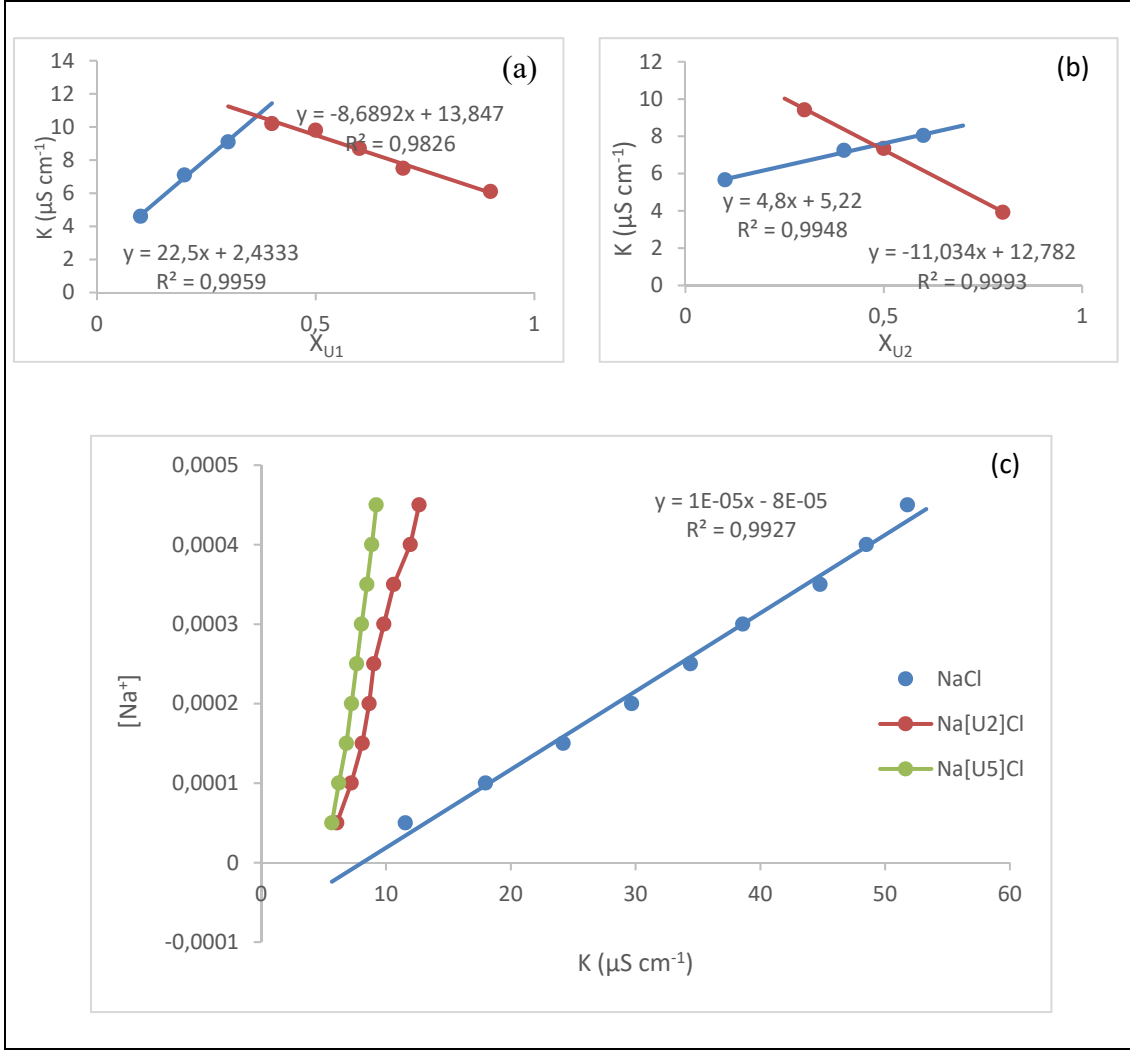 (a)
14
12
10
8
6
4
2
0
K (µS cm⁻¹)
y = -8,6892x + 13,847
R² = 0,9826
y = 22,5x + 2,4333
R² = 0,9959
0
0,5
1
X_U1
(b)
12
10
8
6
4
2
0
K (µS cm⁻¹)
y = 4,8x + 5,22
R² = 0,9948
y = -11,034x + 12,782
R² = 0,9993
0
0,5
1
X_U2
(c)
0,0005
0,0004
0,0003
0,0002
0,0001
0
-0,0001
[Na⁺]
y = 1E-05x - 8E-05
R² = 0,9927
NaCl
Na[U2]Cl
Na[U5]Cl
0
10
20
30
40
50
60
K (µS cm⁻¹)